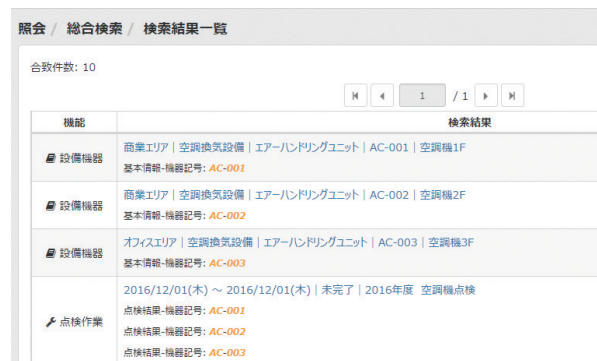 照会 / 総合検索 / 検索結果一覧
合致件数: 10
1 / 1
機能 検索結果
設備機器 商業エリア | 空調換気設備 | エアーハンドリングユニット | AC-001 | 空調機1F
基本情報-機器記号: AC-001
設備機器 商業エリア | 空調換気設備 | エアーハンドリングユニット | AC-002 | 空調機2F
基本情報-機器記号: AC-002
設備機器 オフィスエリア | 空調換気設備 | エアーハンドリングユニット | AC-003 | 空調機3F
基本情報-機器記号: AC-003
2016/12/01(木) ～ 2016/12/01(木) | 未完了 | 2016年度 空調機点検
点検結果-機器記号: AC-001
点検作業 点検結果-機器記号: AC-002
点検結果-機器記号: AC-003